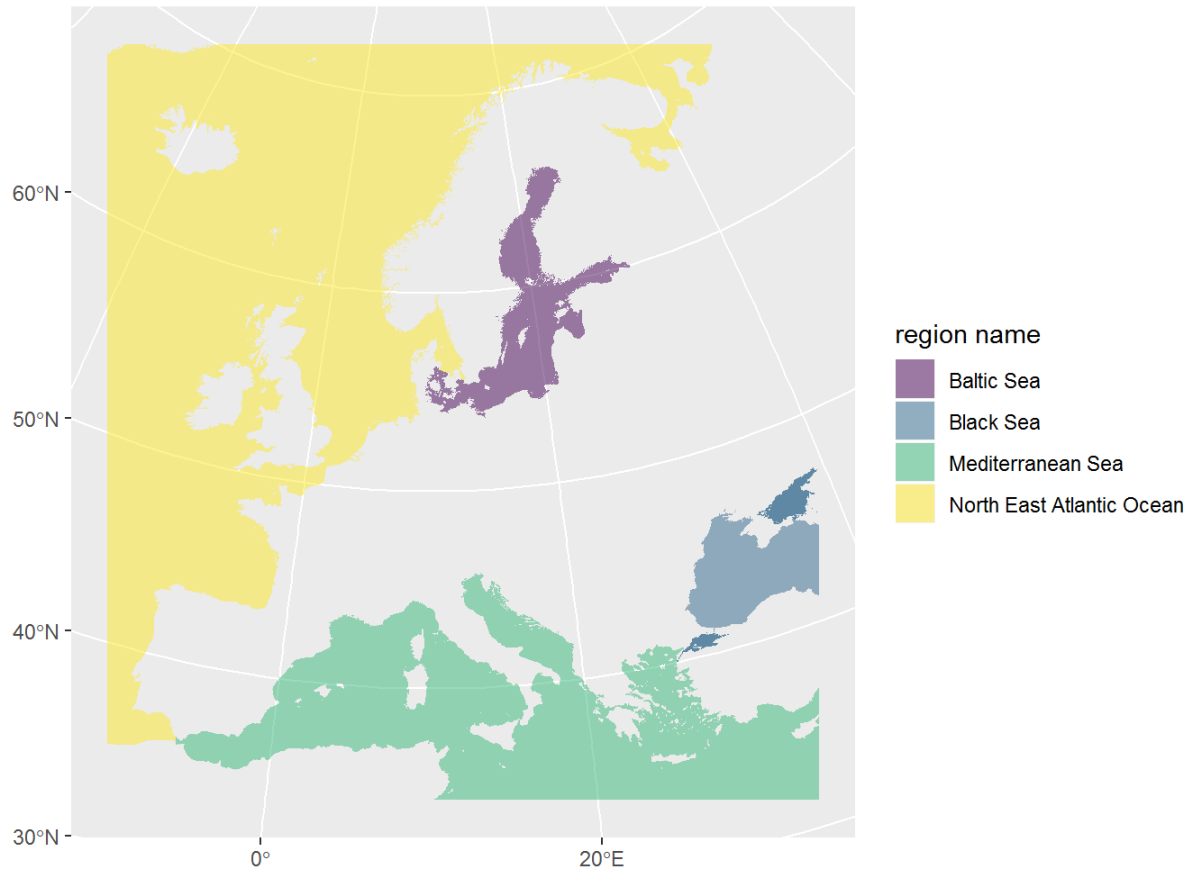 60°N
50°N
40°N
30°N
0°
20°E
region name
Baltic Sea
Black Sea
Mediterranean Sea
North East Atlantic Ocean